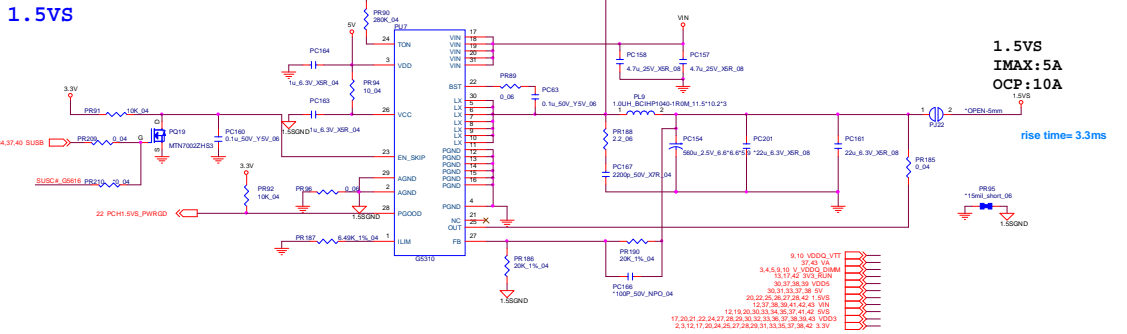 1.5VS
PR90
280K_04
5V
PU7
24 TON
3 VDD
26 VCC
23 EN_SKIP
29 AGND
2 AGND
28 PGOOD
1 ILIM
G5310
17 VIN
18 VIN
19 VIN
20 VIN
31 VIN
22 BST
30 LX
5 LX
6 LX
7 LX
8 LX
9 LX
10 LX
11 PGND
12 PGND
13 PGND
14 PGND
15 PGND
16 PGND
4 PGND
21 NC
25 OUT
27 FB
PC164
1u_6.3V_X5R_04
PR94
10_04
PC163
1u_6.3V_X5R_04
1.5SGND
3.3V
PR91 10K_04
D
G
S
PQ19
MTN7002ZHS3
PC160
0.1u_50V_Y5V_06
4,37,40 SUSB
PR209 0_04
SUSC#_G5616 PR210 0_04
3.3V
PR92
10K_04
PR96 0_06
1.5SGND
22 PCH1.5VS_PWRGD
PR187 6.49K_1%_04
PR89
0_06
PC63
0.1u_50V_Y5V_06
VIN
PC158
4.7u_25V_X5R_08
PC157
4.7u_25V_X5R_08
PL9
1.0UH_BCIHP1040-1R0M_11.5*10.2*3
1 2
PR188
2.2_06
PC167
2200p_50V_X7R_04
PC154
560u_2.5V_6.6*6.6*5.9
PC201
*22u_6.3V_X5R_08
PC161
22u_6.3V_X5R_08
PR185
0_04
1 2
PJ22
*OPEN-5mm
1.5VS
1.5VS
IMAX:5A
OCP:10A
rise time= 3.3ms
PR95
*15mil_short_06
1.5SGND
PR186
20K_1%_04
1.5SGND
PR190
20K_1%_04
PC166
*100P_50V_NPO_04
9,10 VDDQ_VTT
37,43 VA
3,4,5,9,10 V_VDDQ_DIMM
13,17,42 3V3_RUN
30,37,38,39 VDD5
30,31,33,37,38 5V
20,22,25,26,27,28,42 1.5VS
12,37,38,39,41,42,43 VIN
12,19,20,30,33,34,35,37,41,42 5VS
17,20,21,22,24,27,28,29,30,32,33,36,37,38,39,43 VDD3
2,3,12,17,20,24,25,27,28,29,31,33,35,37,38,42 3.3V